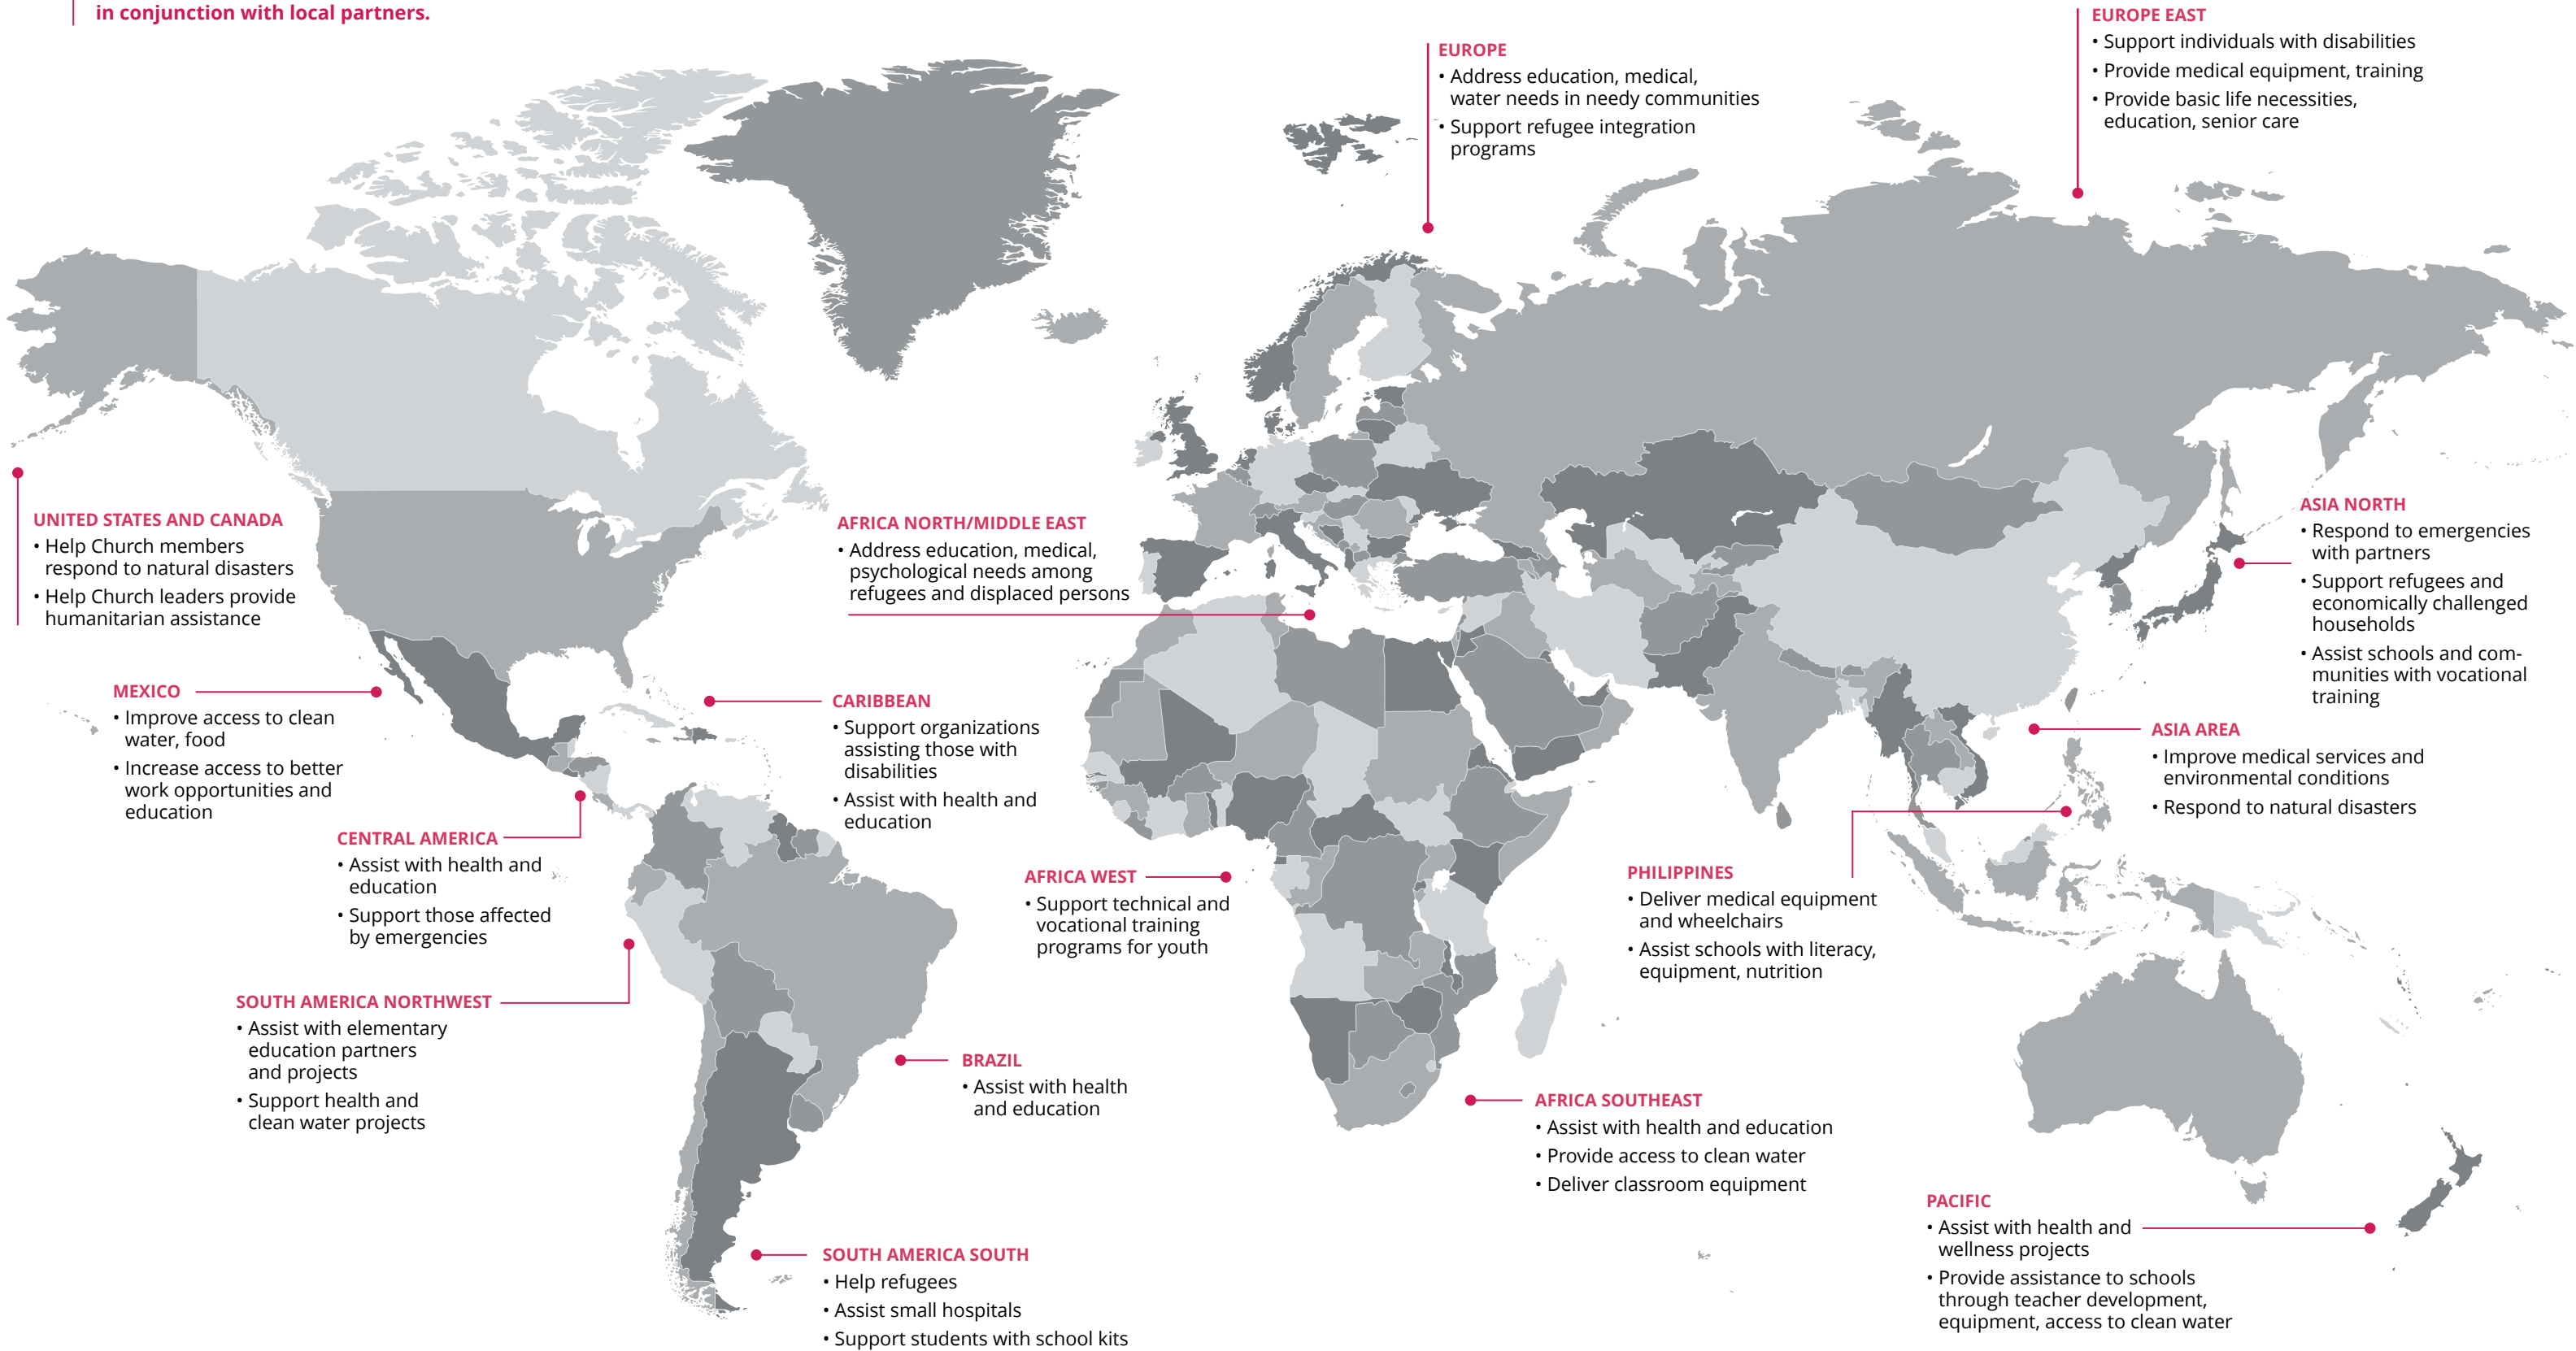 in conjunction with local partners.
EUROPE EAST
• Support individuals with disabilities
• Provide medical equipment, training
• Provide basic life necessities,
education, senior care
EUROPE
• Address education, medical,
water needs in needy communities
• Support refugee integration
programs
UNITED STATES AND CANADA
• Help Church members
respond to natural disasters
• Help Church leaders provide
humanitarian assistance
AFRICA NORTH/MIDDLE EAST
• Address education, medical,
psychological needs among
refugees and displaced persons
ASIA NORTH
• Respond to emergencies
with partners
• Support refugees and
economically challenged
households
• Assist schools and com-
munities with vocational
training
MEXICO
• Improve access to clean
water, food
• Increase access to better
work opportunities and
education
CARIBBEAN
• Support organizations
assisting those with
disabilities
• Assist with health and
education
ASIA AREA
• Improve medical services and
environmental conditions
• Respond to natural disasters
CENTRAL AMERICA
• Assist with health and
education
• Support those affected
by emergencies
AFRICA WEST
• Support technical and
vocational training
programs for youth
PHILIPPINES
• Deliver medical equipment
and wheelchairs
• Assist schools with literacy,
equipment, nutrition
SOUTH AMERICA NORTHWEST
• Assist with elementary
education partners
and projects
• Support health and
clean water projects
BRAZIL
• Assist with health
and education
AFRICA SOUTHEAST
• Assist with health and education
• Provide access to clean water
• Deliver classroom equipment
PACIFIC
• Assist with health and
wellness projects
• Provide assistance to schools
through teacher development,
equipment, access to clean water
SOUTH AMERICA SOUTH
• Help refugees
• Assist small hospitals
• Support students with school kits